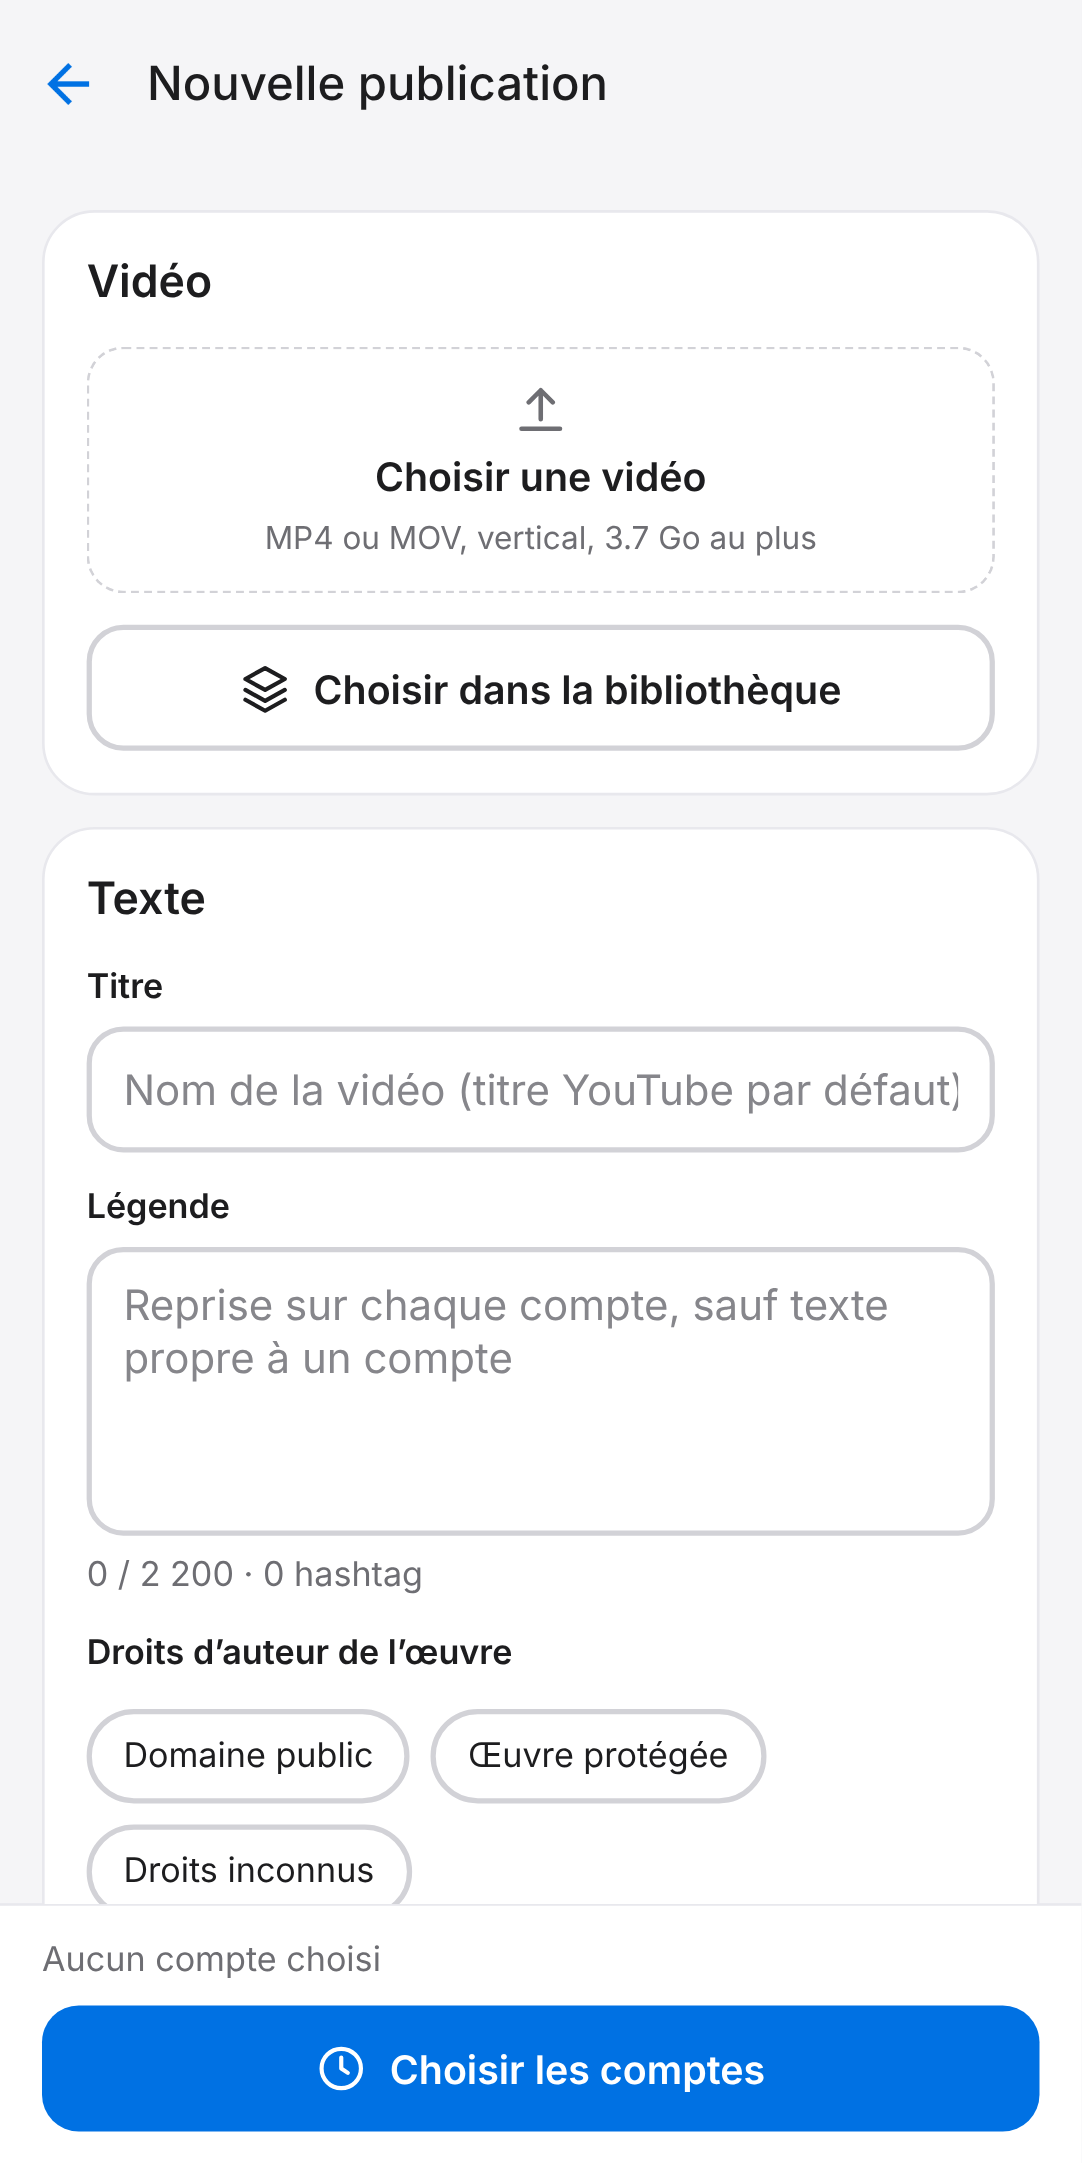 Nouvelle publication
Vidéo
Choisir une vidéo
MP4 ou MOV, vertical, 3.7 Go au plus
Choisir dans la bibliothèque
Texte
Titre
Nom de la vidéo (titre YouTube par défaut)
Légende
Reprise sur chaque compte, sauf texte
propre à un compte
0 / 2 200 · 0 hashtag
Droits d’auteur de l’œuvre
Domaine public
Œuvre protégée
Droits inconnus
Aucun compte choisi
Choisir les comptes